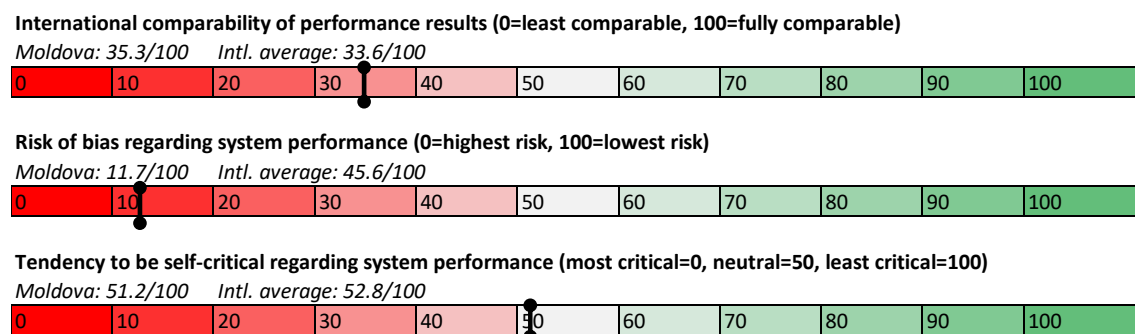 International comparability of performance results (0=least comparable, 100=fully comparable)
Moldova: 35.3/100 Intl. average: 33.6/100
0 10 20 30 40 50 60 70 80 90 100
Risk of bias regarding system performance (0=highest risk, 100=lowest risk)
Moldova: 11.7/100 Intl. average: 45.6/100
0 10 20 30 40 50 60 70 80 90 100
Tendency to be self-critical regarding system performance (most critical=0, neutral=50, least critical=100)
Moldova: 51.2/100 Intl. average: 52.8/100
0 10 20 30 40 50 60 70 80 90 100